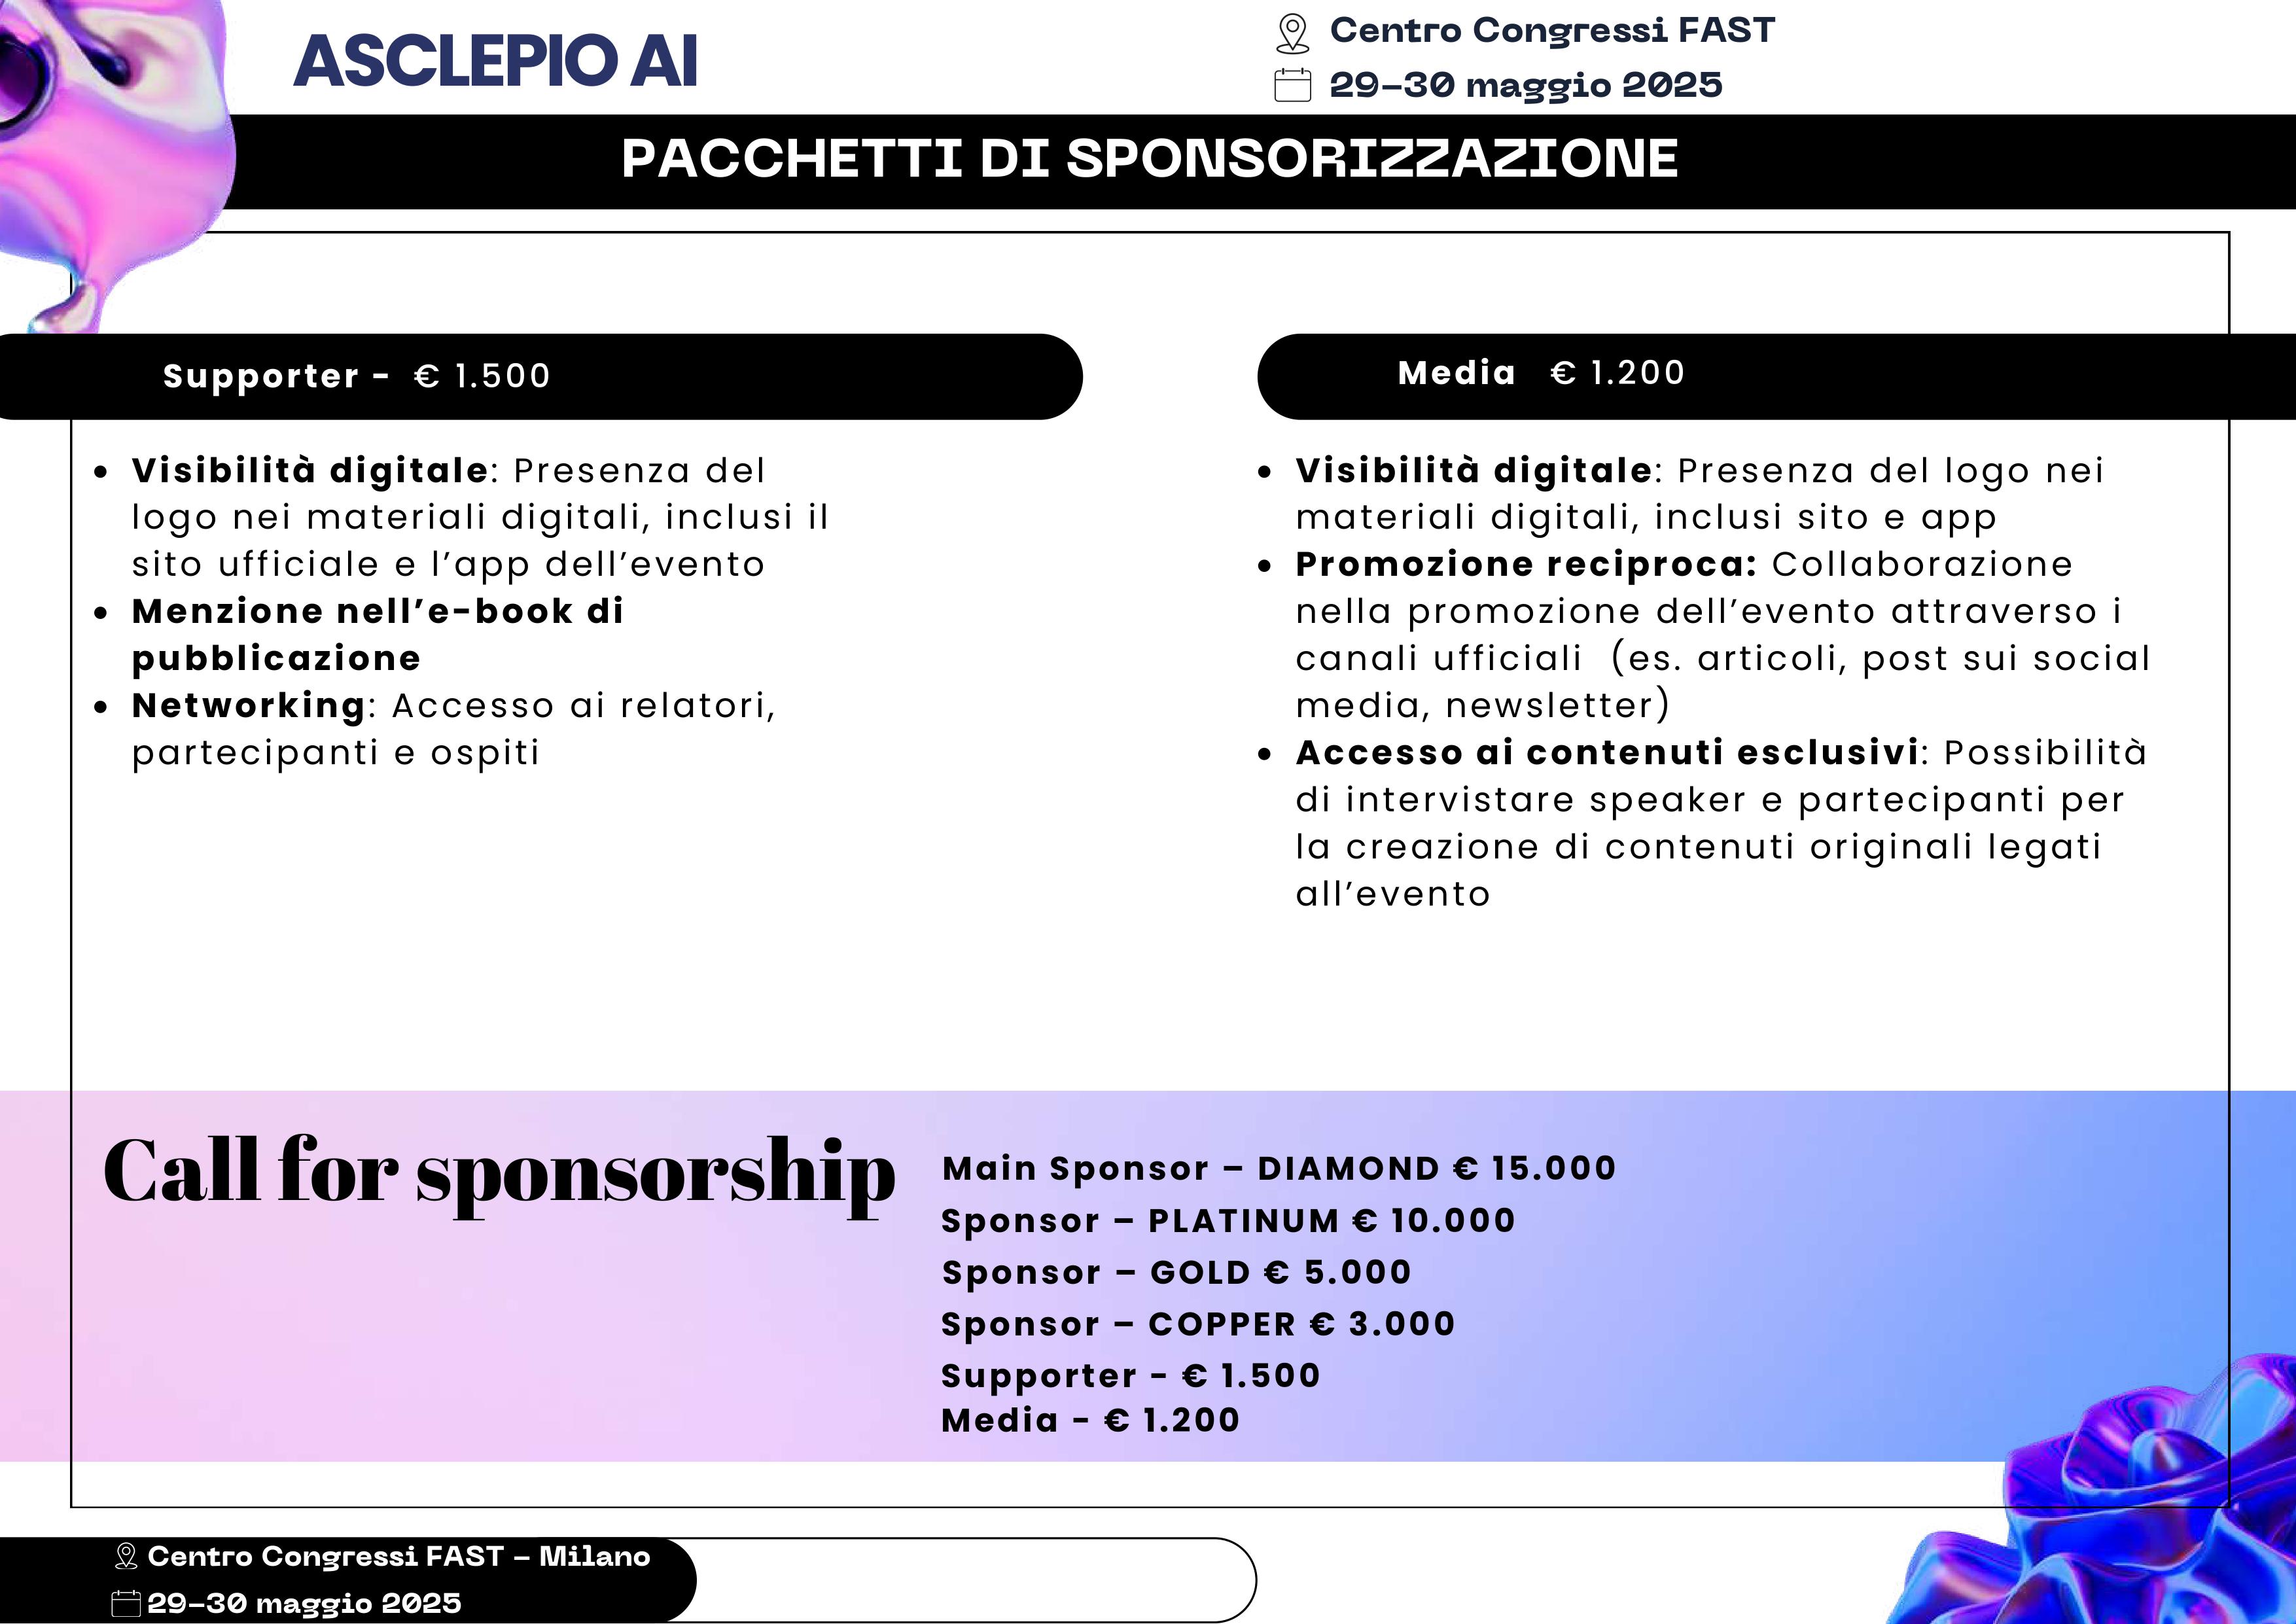 ASCLEPIO AI
Centro Congressi FAST
29-30 maggio 2025
PACCHETTI DI SPONSORIZZAZIONE
Supporter - € 1.500
Visibilità digitale: Presenza del
logo nei materiali digitali, inclusi il
sito ufficiale e l’app dell’evento
Menzione nell’e-book di
pubblicazione
Networking: Accesso ai relatori,
partecipanti e ospiti
Media € 1.200
Visibilità digitale: Presenza del logo nei
materiali digitali, inclusi sito e app
Promozione reciproca: Collaborazione
nella promozione dell’evento attraverso i
canali ufficiali (es. articoli, post sui social
media, newsletter)
Accesso ai contenuti esclusivi: Possibilità
di intervistare speaker e partecipanti per
la creazione di contenuti originali legati
all’evento
Call for sponsorship
Main Sponsor – DIAMOND € 15.000
Sponsor – PLATINUM € 10.000
Sponsor – GOLD € 5.000
Sponsor – COPPER € 3.000
Supporter - € 1.500
Media - € 1.200
Centro Congressi FAST - Milano
29-30 maggio 2025